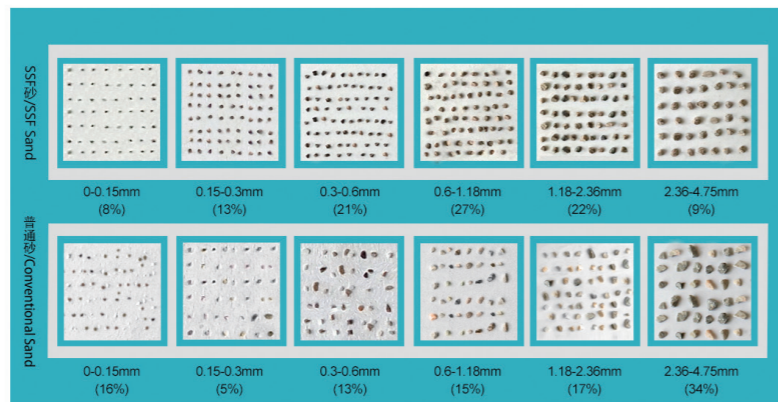 SSF砂/SSF Sand
0-0.15mm
(8%)
0.15-0.3mm
(13%)
0.3-0.6mm
(21%)
0.6-1.18mm
(27%)
1.18-2.36mm
(22%)
2.36-4.75mm
(9%)
普通砂/Conventional Sand
0-0.15mm
(16%)
0.15-0.3mm
(5%)
0.3-0.6mm
(13%)
0.6-1.18mm
(15%)
1.18-2.36mm
(17%)
2.36-4.75mm
(34%)